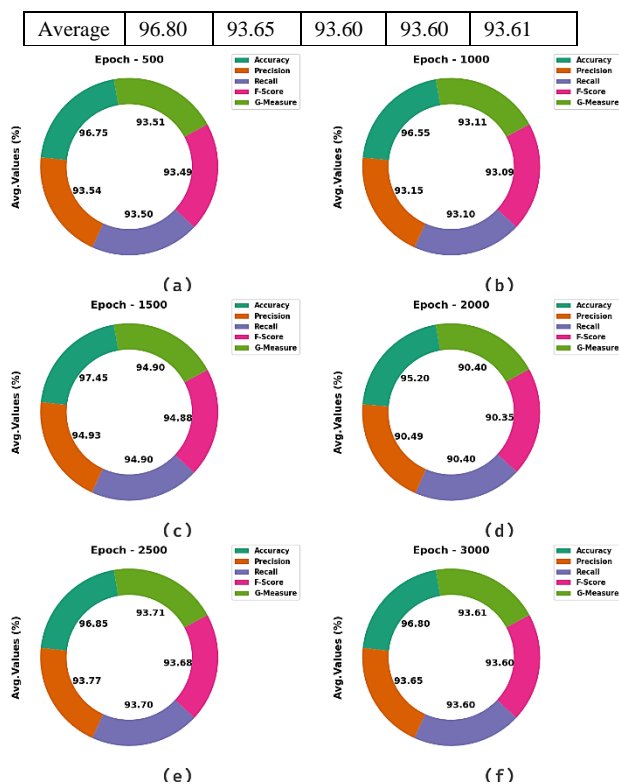 Average 96.80 93.65 93.60 93.60 93.61
Epoch - 500
Avg.Values (%)
Accuracy
Precision
Recall
F-Score
G-Measure
96.75
93.51
93.54
93.49
93.50
(a)
Epoch - 1000
Avg.Values (%)
Accuracy
Precision
Recall
F-Score
G-Measure
96.55
93.11
93.15
93.09
93.10
(b)
Epoch - 1500
Avg.Values (%)
Accuracy
Precision
Recall
F-Score
G-Measure
97.45
94.90
94.93
94.88
94.90
(c)
Epoch - 2000
Avg.Values (%)
Accuracy
Precision
Recall
F-Score
G-Measure
95.20
90.40
90.49
90.35
90.40
(d)
Epoch - 2500
Avg.Values (%)
Accuracy
Precision
Recall
F-Score
G-Measure
96.85
93.71
93.77
93.68
93.70
(e)
Epoch - 3000
Avg.Values (%)
Accuracy
Precision
Recall
F-Score
G-Measure
96.80
93.61
93.65
93.60
93.60
(f)